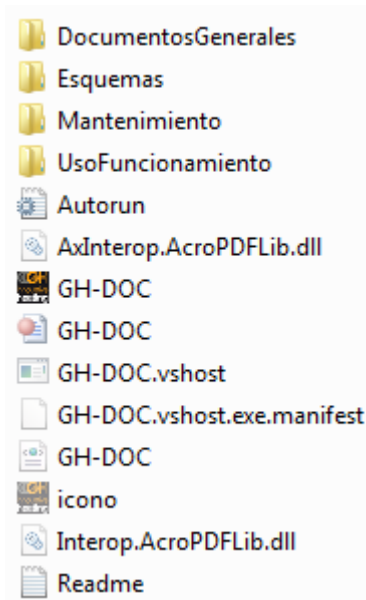 DocumentosGenerales
Esquemas
Mantenimiento
UsoFuncionamiento
Autorun
AxInterop.AcroPDFLib.dll
GH-DOC
GH-DOC
GH-DOC.vshost
GH-DOC.vshost.exe.manifest
GH-DOC
icono
Interop.AcroPDFLib.dll
Readme